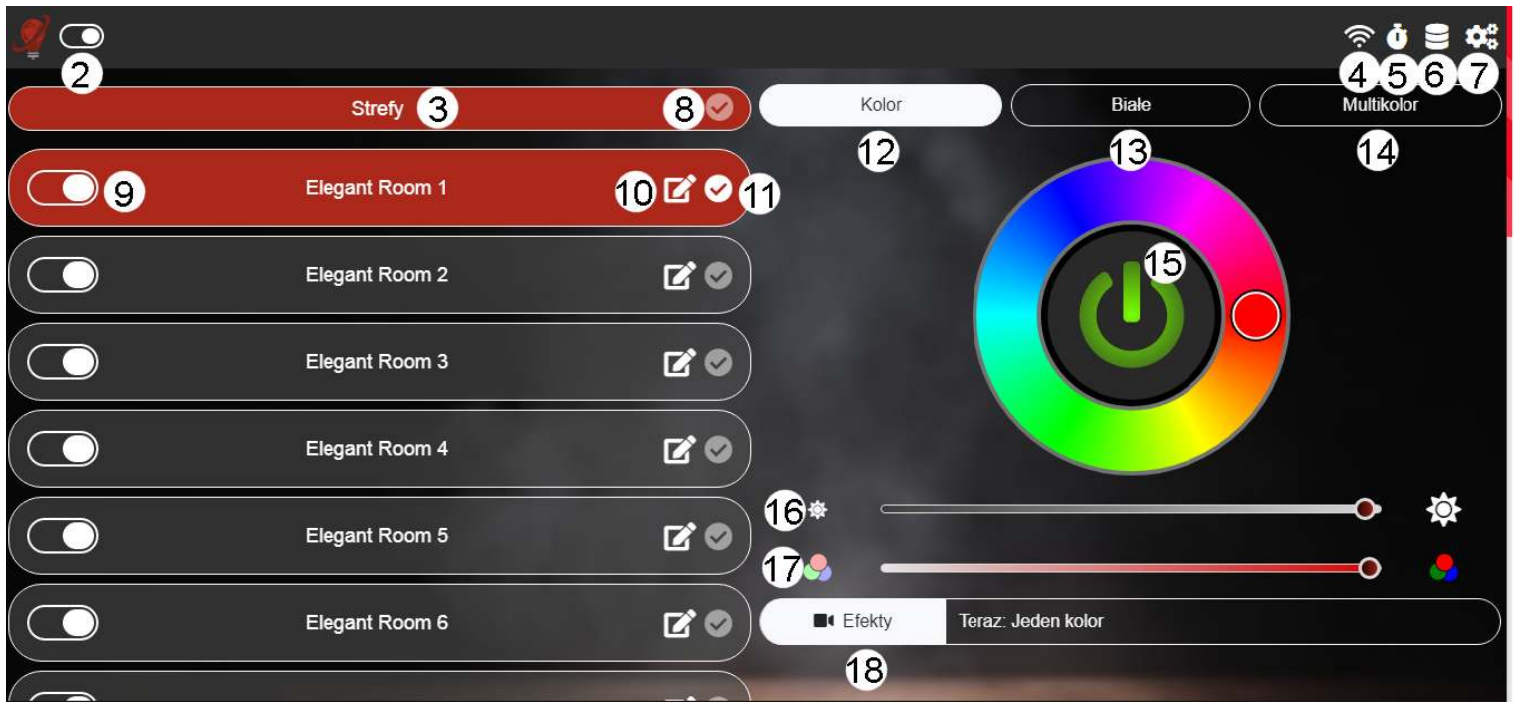 2
4 5 6 7
Strefy 3 8
Kolor
Białe
Multikolor
12
13
14
9 Elegant Room 1 10 11
Elegant Room 2
15
Elegant Room 3
Elegant Room 4
Elegant Room 5
Elegant Room 6
16
17
Efekty Teraz: Jeden kolor
18